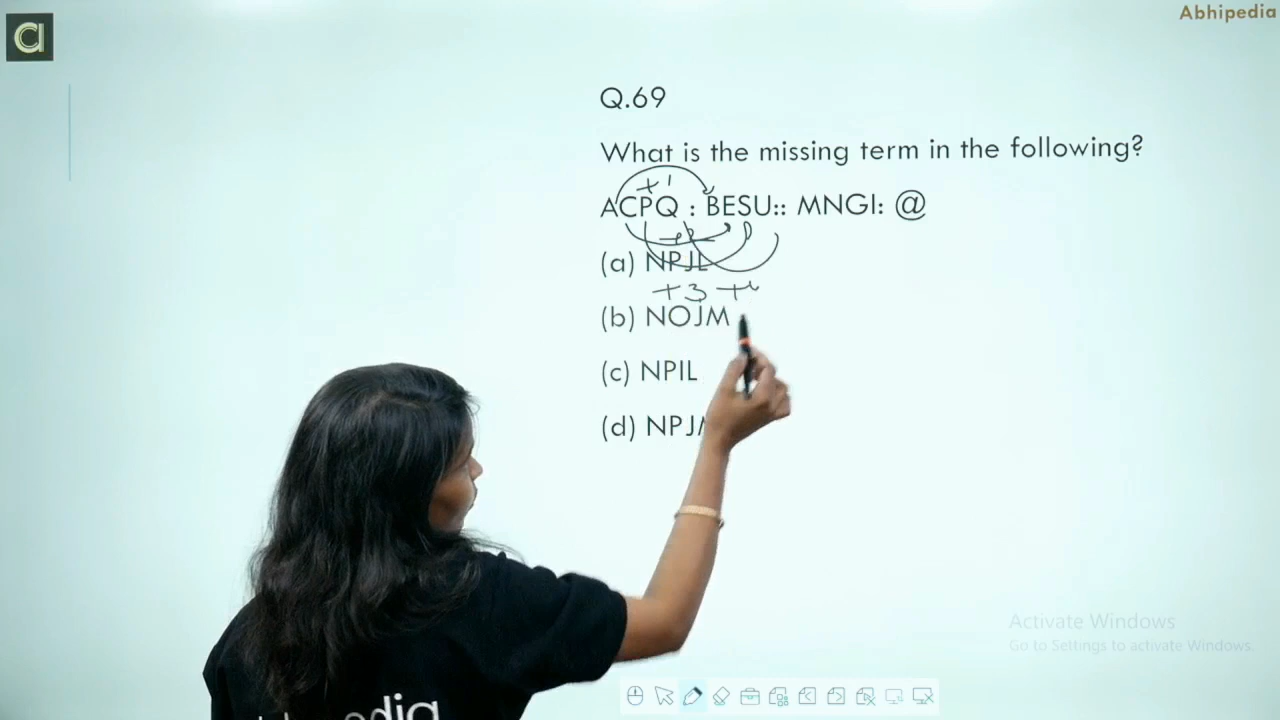 Abhipedia
Q.69
What is the missing term in the following?
+1
ACPQ : BESU:: MNGI: @
(a) NPJL
+3 +4
(b) NOJM
(c) NPIL
(d) NPJM
Activate Windows
Go to Settings to activate Windows.